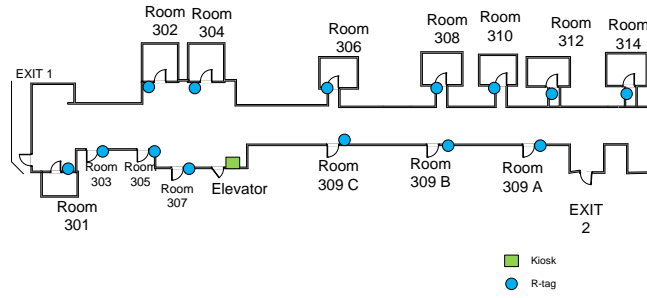 Room
302
Room
304
Room
306
Room
308
Room
310
Room
312
Room
314
EXIT 1
Room
303
Room
305
Room
307
Elevator
Room
309 C
Room
309 B
Room
309 A
Room
301
EXIT
2
Kiosk
R-tag